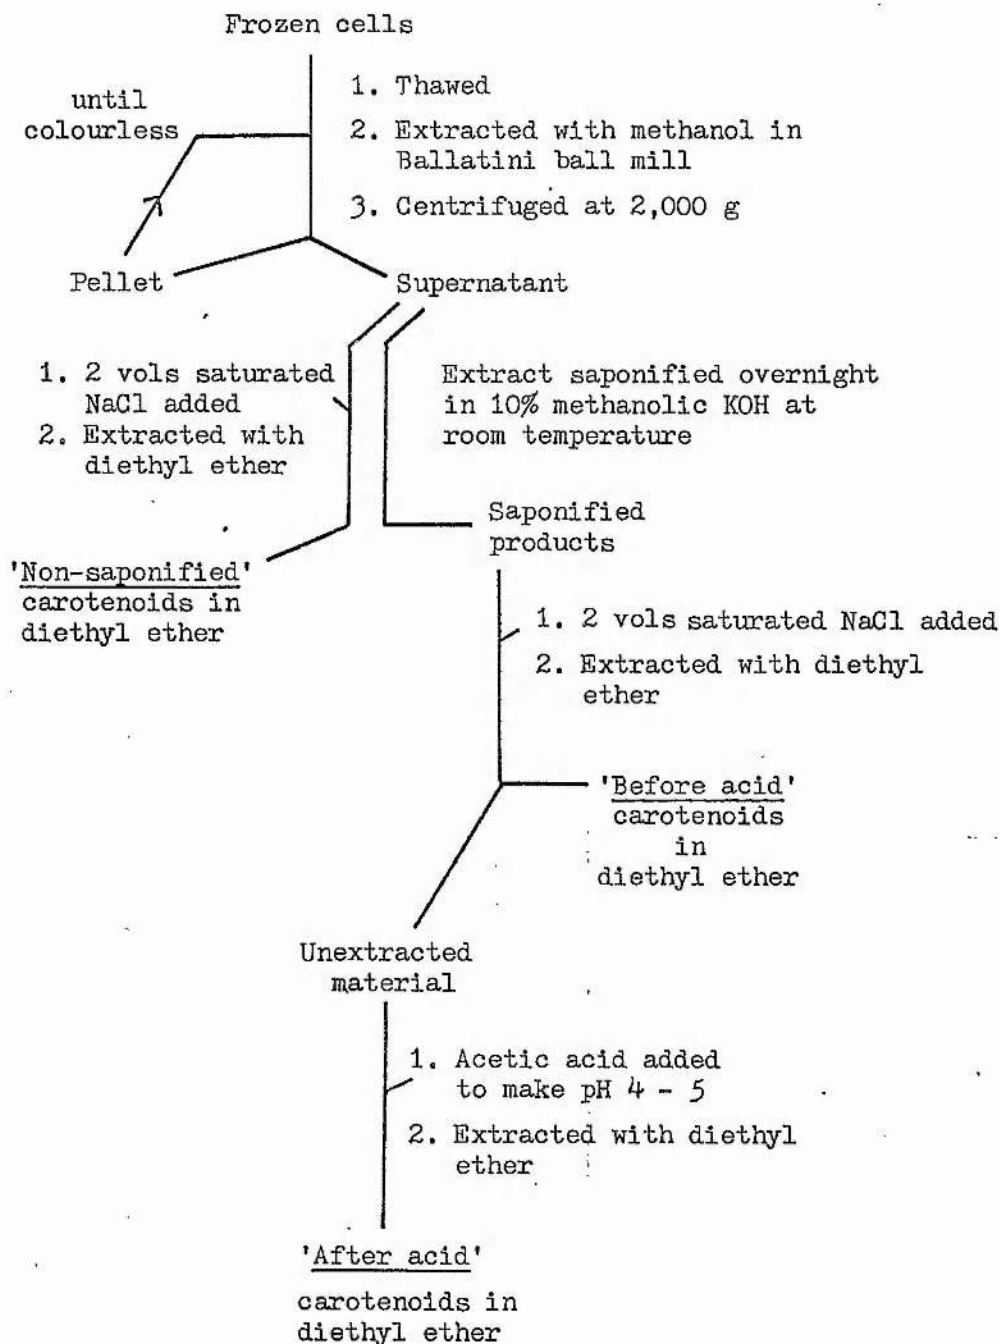 Frozen cells
until
colourless
1. Thawed
2. Extracted with methanol in
Ballatini ball mill
3. Centrifuged at 2,000 g
Pellet
Supernatant
1. 2 vols saturated
NaCl added
2. Extracted with
diethyl ether
Extract saponified overnight
in 10% methanolic KOH at
room temperature
Saponified
products
'Non-saponified'
carotenoids in
diethyl ether
1. 2 vols saturated NaCl added
2. Extracted with diethyl
ether
'Before acid'
carotenoids
in
diethyl ether
Unextracted
material
1. Acetic acid added
to make pH 4 - 5
2. Extracted with diethyl
ether
'After acid'
carotenoids in
diethyl ether